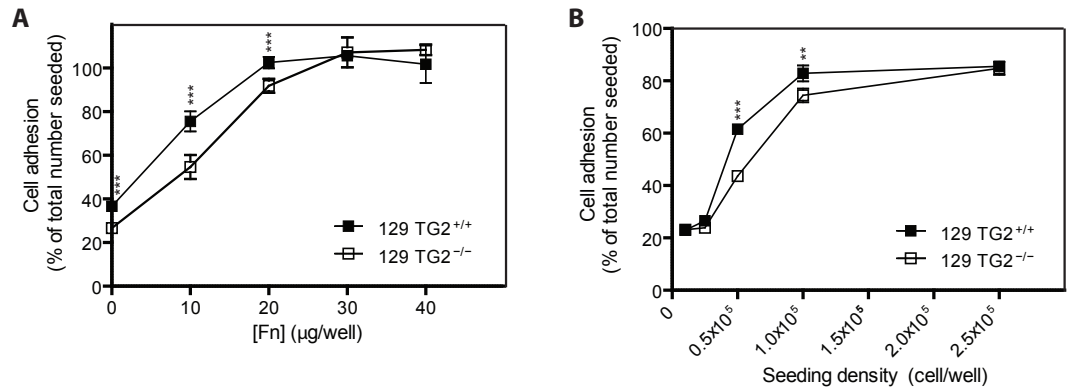 A
Cell adhesion
(% of total number seeded)
100
80
60
40
20
0
***
***
***
129 TG2+/+
129 TG2−/−
0 10 20 30 40
[Fn] (µg/well)
B
Cell adhesion
(% of total number seeded)
100
80
60
40
20
0
***
**
129 TG2+/+
129 TG2−/−
0 0.5X10⁵ 1.0X10⁵ 1.5X10⁵ 2.0X10⁵ 2.5X10⁵
Seeding density (cell/well)